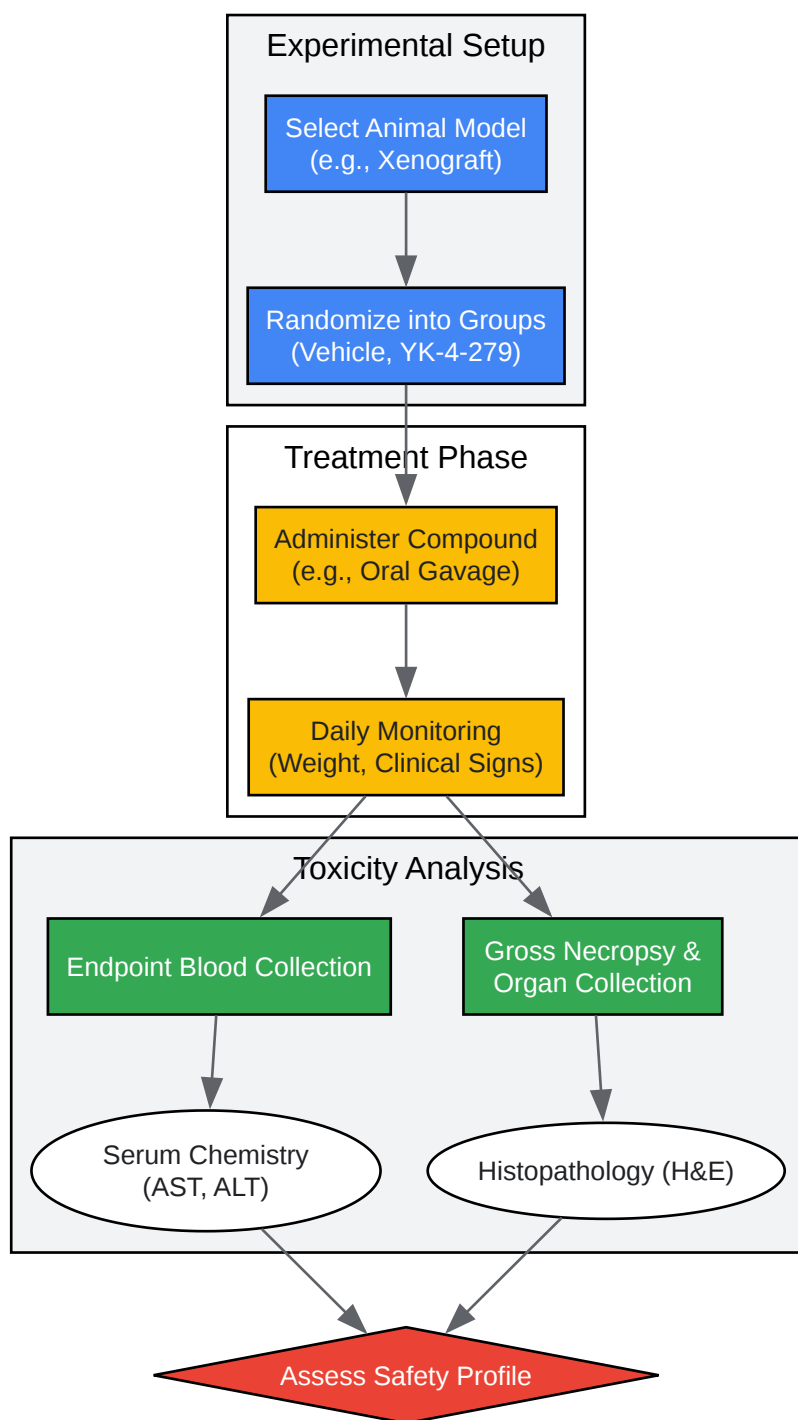 Experimental Setup
Select Animal Model
(e.g., Xenograft)
Randomize into Groups
(Vehicle, YK-4-279)
Treatment Phase
Administer Compound
(e.g., Oral Gavage)
Daily Monitoring
(Weight, Clinical Signs)
Toxicity Analysis
Endpoint Blood Collection
Gross Necropsy &
Organ Collection
Serum Chemistry
(AST, ALT)
Histopathology (H&E)
Assess Safety Profile